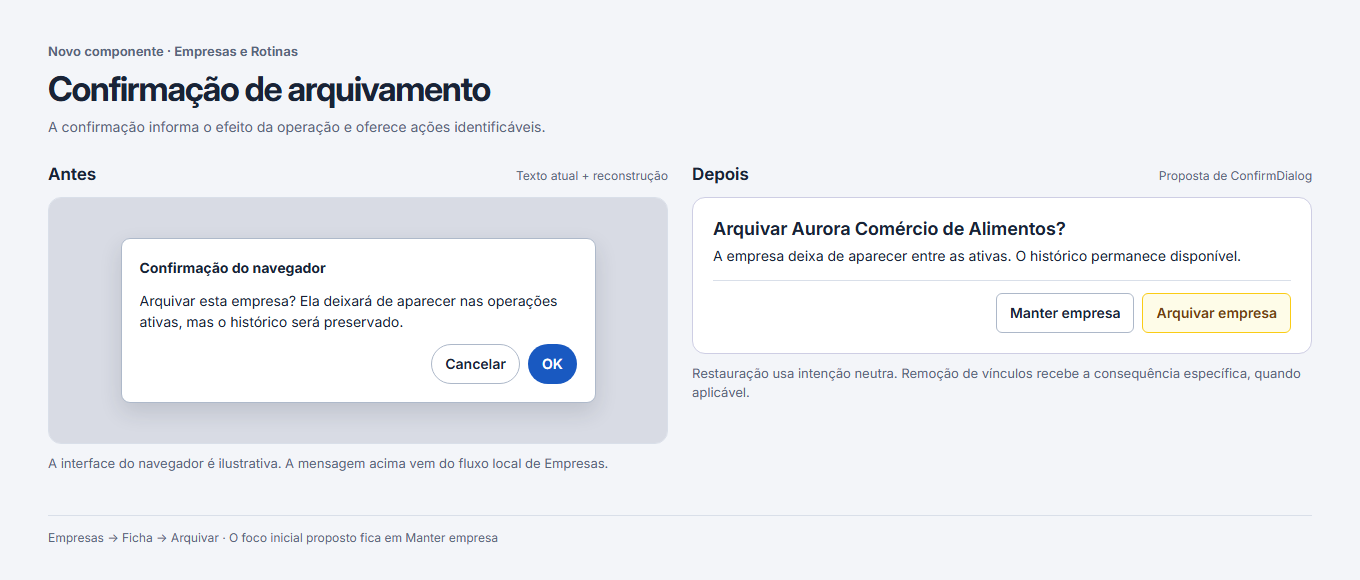 Novo componente · Empresas e Rotinas
Confirmação de arquivamento
A confirmação informa o efeito da operação e oferece ações identificáveis.
Antes
Texto atual + reconstrução
Confirmação do navegador
Arquivar esta empresa? Ela deixará de aparecer nas operações
ativas, mas o histórico será preservado.
Cancelar
OK
A interface do navegador é ilustrativa. A mensagem acima vem do fluxo local de Empresas.
Depois
Proposta de ConfirmDialog
Arquivar Aurora Comércio de Alimentos?
A empresa deixa de aparecer entre as ativas. O histórico permanece disponível.
Manter empresa
Arquivar empresa
Restauração usa intenção neutra. Remoção de vínculos recebe a consequência específica, quando
aplicável.
Empresas → Ficha → Arquivar · O foco inicial proposto fica em Manter empresa